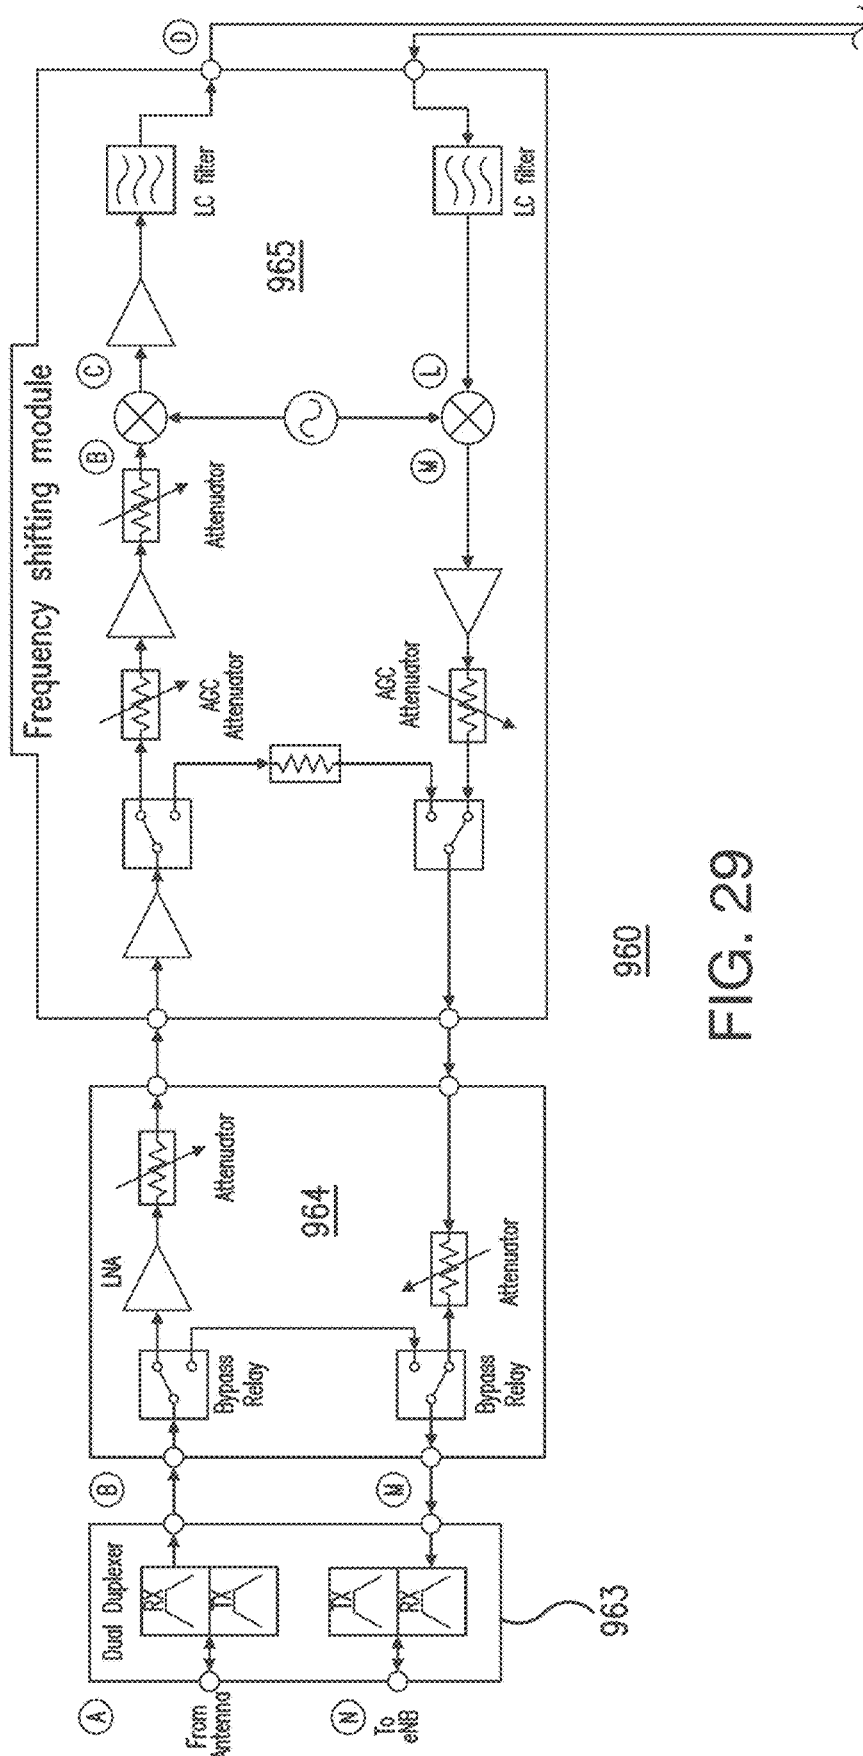 Dual Duplexer
RX
TX
TX
RX
A
From
Antenna
N
To
eNB
963
B
M
Bypass
Relay
LNA
Attenuator
964
Bypass
Relay
Attenuator
Frequency shifting module
AGC
Attenuator
Attenuator
B
C
LC filter
D
965
AGC
Attenuator
M
L
LC filter
960
FIG. 29